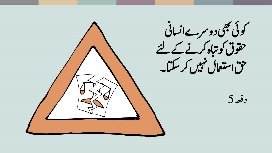 کوئی بھی دوسرے انسانی
حقوق کو تباہ کرنے کے لئے
حق استعمال نہیں کر سکتا۔
دفعہ 5